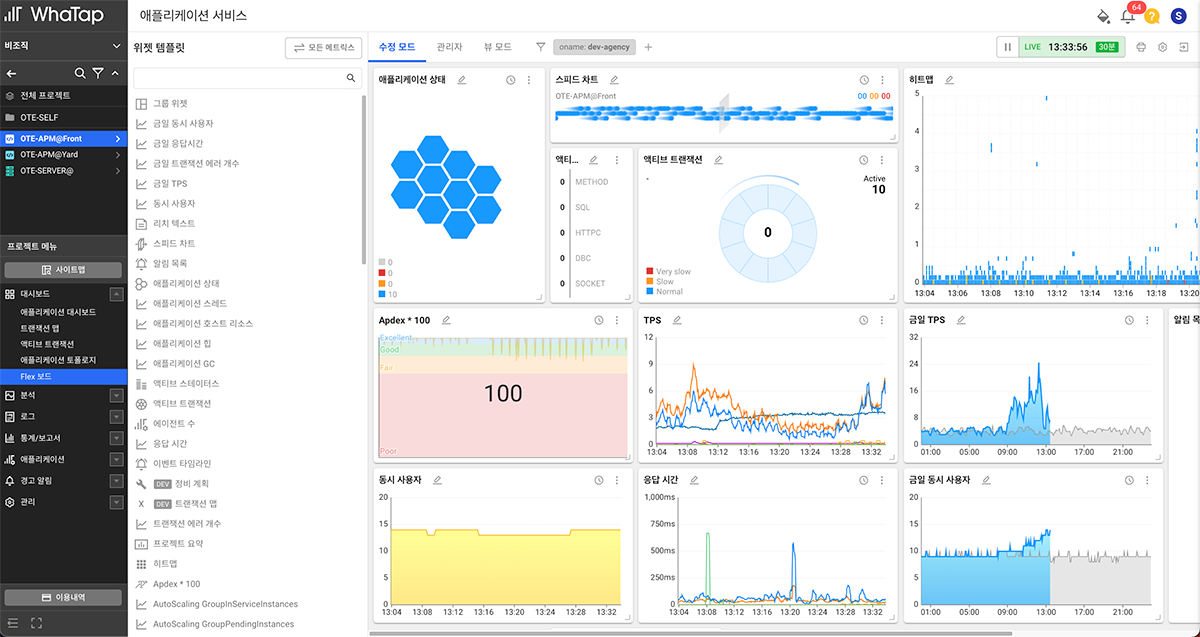 WhaTap
애플리케이션 서비스
64
?
S
비조직
전체 프로젝트
OTE-SELF
OTE-APM@Front
OTE-APM@Yard
OTE-SERVER@
프로젝트 메뉴
사이트맵
대시보드
애플리케이션 대시보드
트랜잭션 맵
액티브 트랜잭션
애플리케이션 토폴로지
Flex 보드
분석
로그
통계/보고서
애플리케이션
경고 알림
관리
이용내역
위젯 템플릿
모든 메트릭스
그룹 위젯
금일 동시 사용자
금일 응답시간
금일 트랜잭션 에러 개수
금일 TPS
동시 사용자
리치 텍스트
스피드 차트
알림 목록
애플리케이션 상태
애플리케이션 스레드
애플리케이션 호스트 리소스
애플리케이션 힙
애플리케이션 GC
액티브 스테이터스
액티브 트랜잭션
에이전트 수
응답 시간
이벤트 타임라인
DEV 정비 계획
DEV 트랜잭션 맵
트랜잭션 에러 개수
프로젝트 요약
히트맵
Apdex * 100
AutoScaling GroupInServiceInstances
AutoScaling GroupPendingInstances
수정 모드
관리자
뷰 모드
oname: dev-agency
LIVE 13:33:56 30분
애플리케이션 상태
0
0
0
10
스피드 차트
OTE-APM@Front
00 00 00
액티...
0 METHOD
0 SQL
0 HTTPC
0 DBC
0 SOCKET
액티브 트랜잭션
-
Active
10
0
Very slow
Slow
Normal
히트맵
5
4
3
2
1
0
13:04 13:06 13:08 13:10 13:12 13:14 13:16 13:18 13:20
Apdex * 100
Excellent
Good
Fair
100
Poor
TPS
12
9
6
3
0
13:04 13:08 13:12 13:16 13:20 13:24 13:28 13:32
금일 TPS
32
24
16
8
0
01:00 05:00 09:00 13:00 17:00 21:00
알림 목
동시 사용자
20
15
10
5
0
13:04 13:08 13:12 13:16 13:20 13:24 13:28 13:32
응답 시간
1,000ms
750ms
500ms
250ms
0
13:04 13:08 13:12 13:16 13:20 13:24 13:28 13:32
금일 동시 사용자
20
15
10
5
0
01:00 05:00 09:00 13:00 17:00 21:00